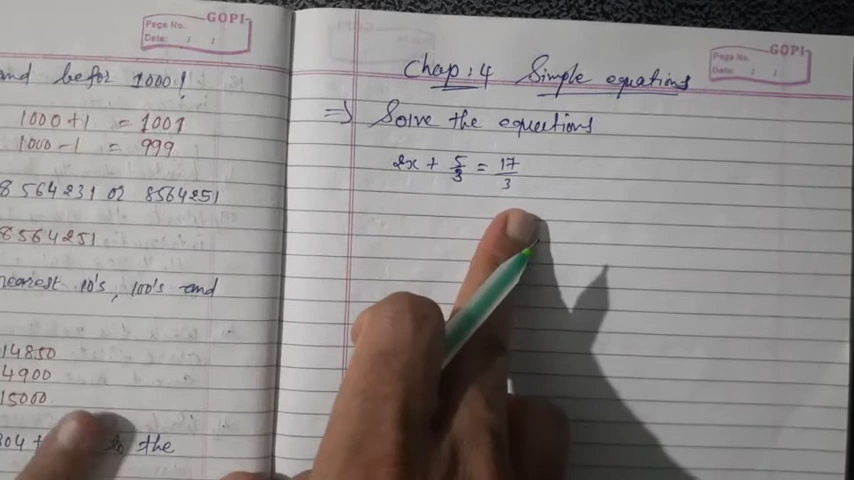 GOPI
Page No.
Date: / /
and befor 1000!
1000+1 = 1001
1000-1 = 999
8564231 or 8564251
8564251
nearest 10's, 100's and
14850
4900
15000
304 + to the
GOPI
Page No.
Date: / /
Chap: 4 Simple equations
⇒ Solve the equations
2x + 5/3 = 17/3